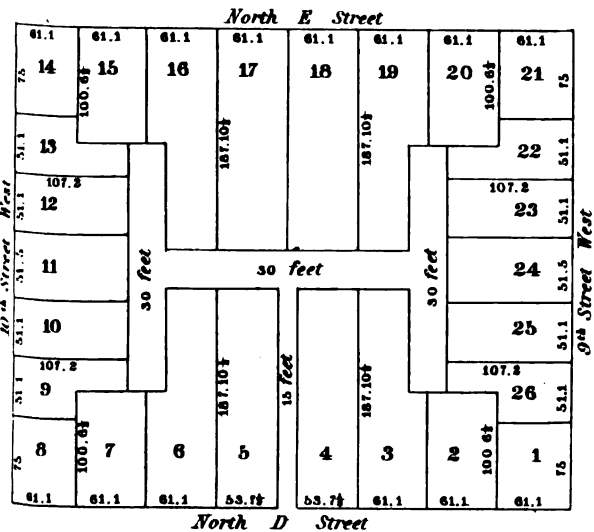 North E Street
61.1 61.1 61.1 61.1 61.1 61.1 61.1 61.1
14 15 16 17 18 19 20 21
75 100.6½ 100.6½ 75
187.10½ 187.10½
13 22
51.1 51.1
107.2 107.2
12 23
51.1 51.1
10th Street West
9th Street West
11 24
51.5 51.5
30 feet
30 feet
30 feet
10 25
51.1 51.1
107.2 107.2
9 26
51.1 51.1
187.10½ 15 feet 187.10½
8 7 6 5 4 3 2 1
75 100.6½ 100.6½ 75
61.1 61.1 61.1 53.7½ 53.7½ 61.1 61.1 61.1
North D Street